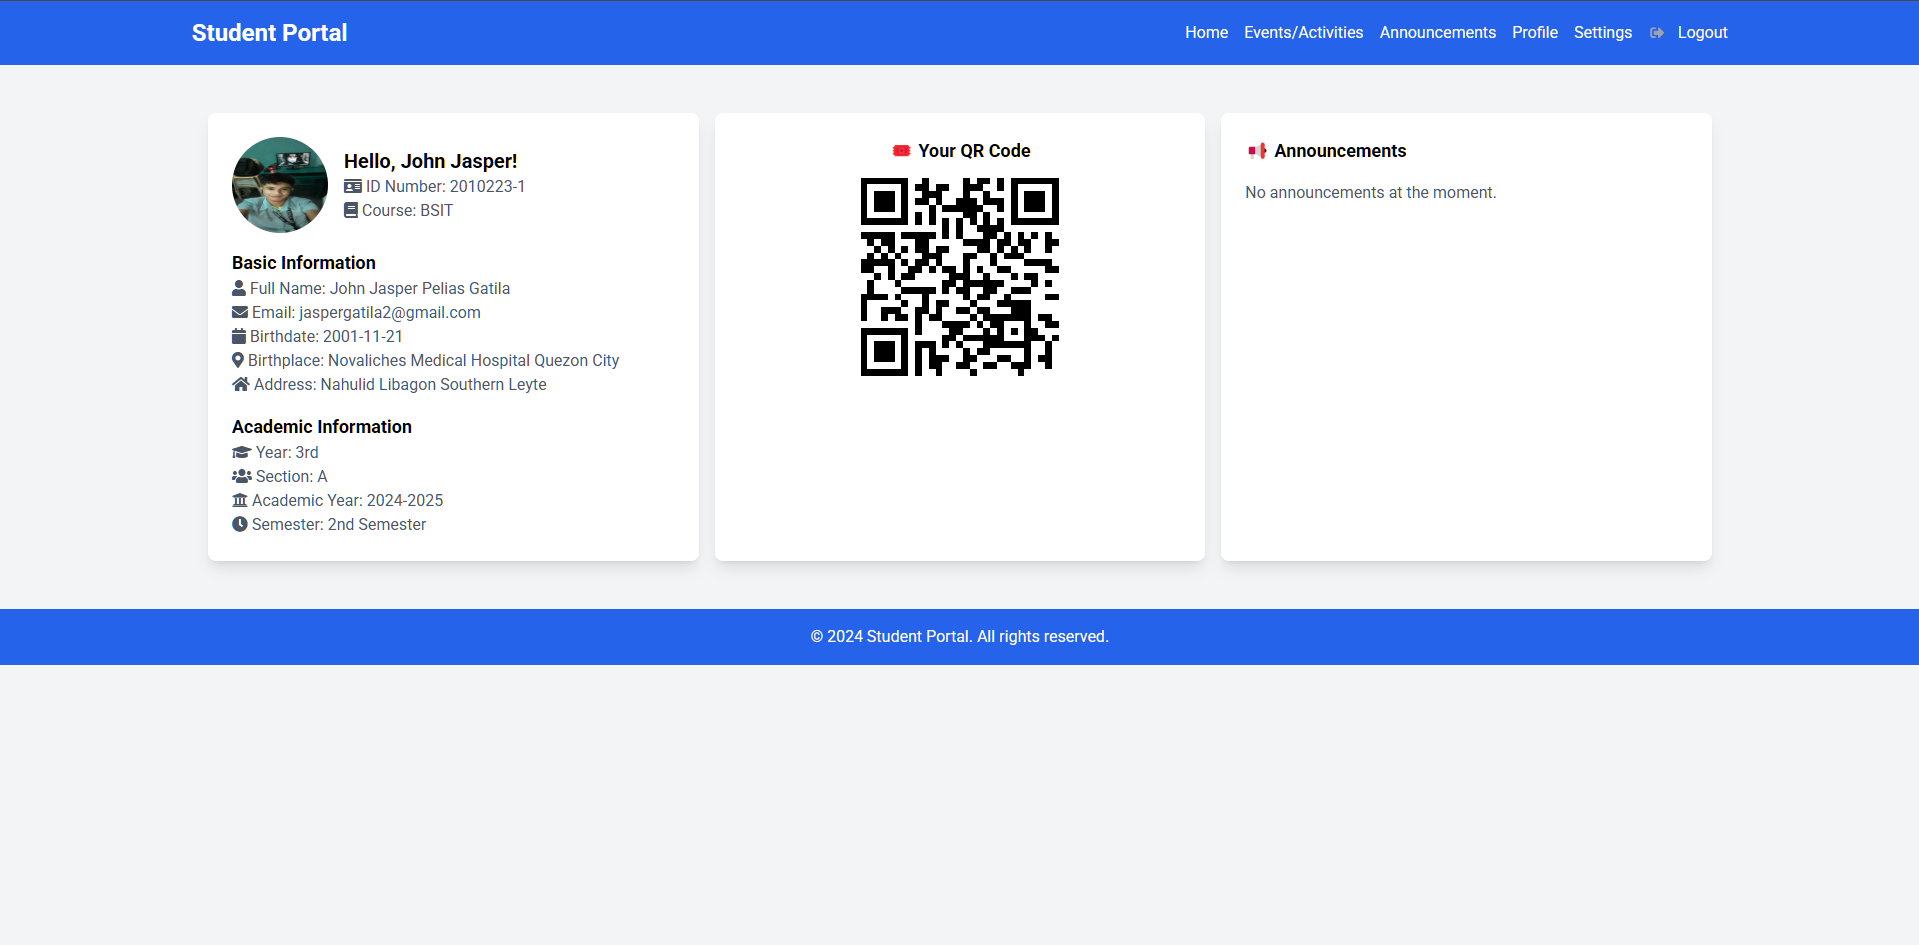 Student Portal
Home Events/Activities Announcements Profile Settings Logout
Hello, John Jasper!
ID Number: 2010223-1
Course: BSIT
Basic Information
Full Name: John Jasper Pelias Gatila
Email: jaspergatila2@gmail.com
Birthdate: 2001-11-21
Birthplace: Novaliches Medical Hospital Quezon City
Address: Nahulid Libagon Southern Leyte
Academic Information
Year: 3rd
Section: A
Academic Year: 2024-2025
Semester: 2nd Semester
Your QR Code
Announcements
No announcements at the moment.
© 2024 Student Portal. All rights reserved.